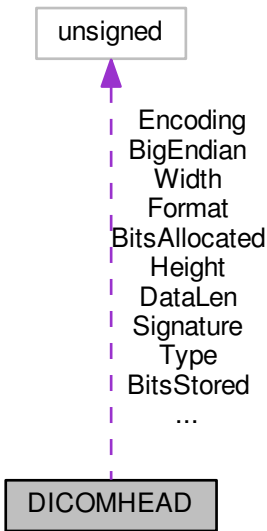 unsigned
Encoding
BigEndian
Width
Format
BitsAllocated
Height
DataLen
Signature
Type
BitsStored
...
DICOMHEAD